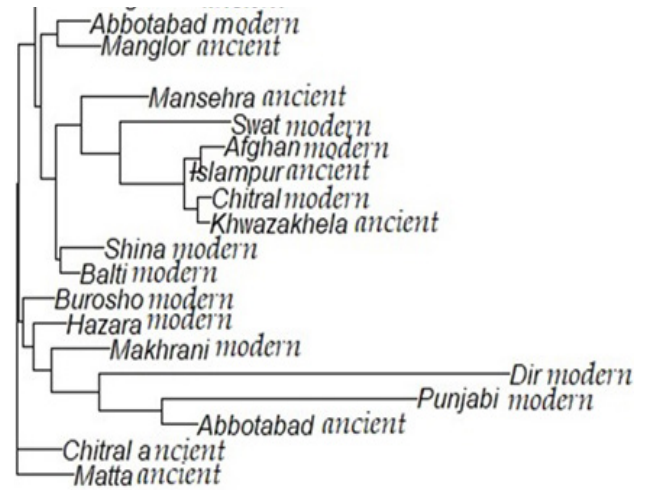 Abbotabad modern
Manglor ancient
Mansehra ancient
Swat modern
Afghan modern
Islampur ancient
Chitral modern
Khwazakhela ancient
Shina modern
Balti modern
Burosho modern
Hazara modern
Makhrani modern
Dir modern
Punjabi modern
Abbotabad ancient
Chitral ancient
Matta ancient